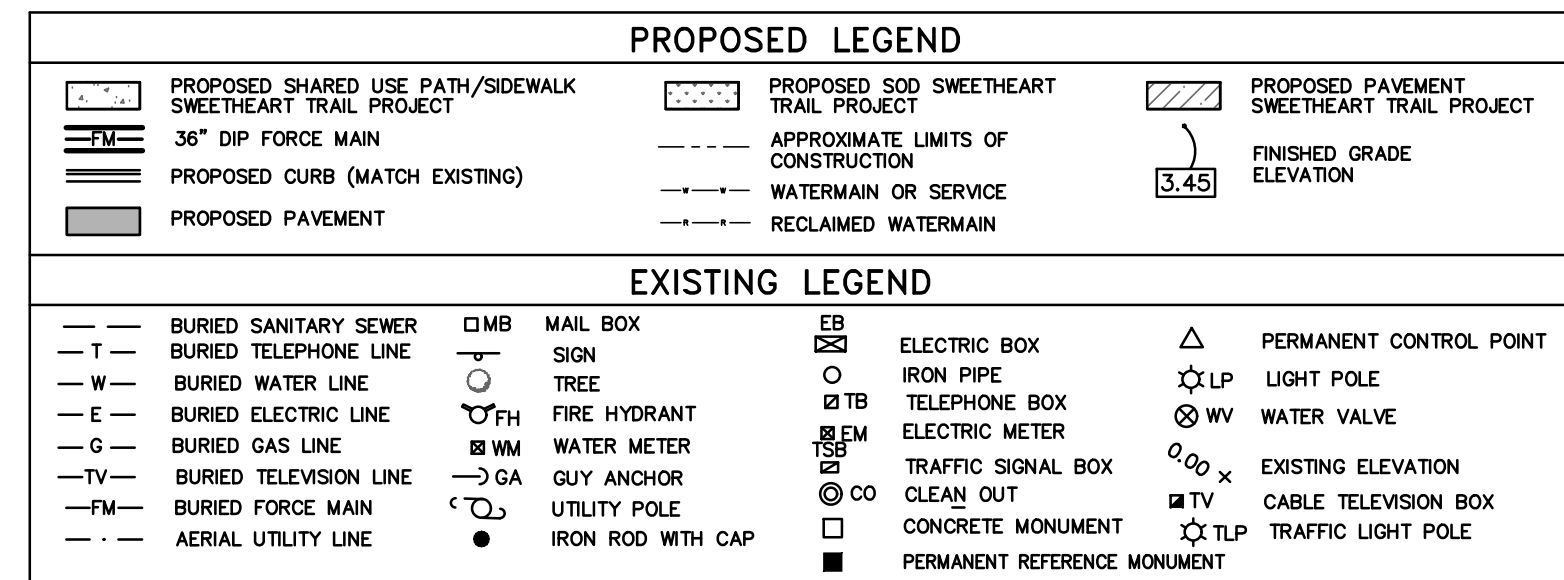 PROPOSED LEGEND
PROPOSED SHARED USE PATH/SIDEWALK
SWEETHEART TRAIL PROJECT
FM 36" DIP FORCE MAIN
PROPOSED CURB (MATCH EXISTING)
PROPOSED PAVEMENT
PROPOSED SOD SWEETHEART
TRAIL PROJECT
APPROXIMATE LIMITS OF
CONSTRUCTION
W W WATERMAIN OR SERVICE
R R RECLAIMED WATERMAIN
PROPOSED PAVEMENT
SWEETHEART TRAIL PROJECT
FINISHED GRADE
ELEVATION
3.45
EXISTING LEGEND
BURIED SANITARY SEWER
T BURIED TELEPHONE LINE
W BURIED WATER LINE
E BURIED ELECTRIC LINE
G BURIED GAS LINE
TV BURIED TELEVISION LINE
FM BURIED FORCE MAIN
AERIAL UTILITY LINE
MB MAIL BOX
SIGN
TREE
FH FIRE HYDRANT
WM WATER METER
GA GUY ANCHOR
UTILITY POLE
IRON ROD WITH CAP
EB
ELECTRIC BOX
IRON PIPE
TB TELEPHONE BOX
EM ELECTRIC METER
TSB
TRAFFIC SIGNAL BOX
CO CLEAN OUT
CONCRETE MONUMENT
PERMANENT REFERENCE MONUMENT
PERMANENT CONTROL POINT
LP LIGHT POLE
WV WATER VALVE
0.00 x EXISTING ELEVATION
TV CABLE TELEVISION BOX
TLP TRAFFIC LIGHT POLE